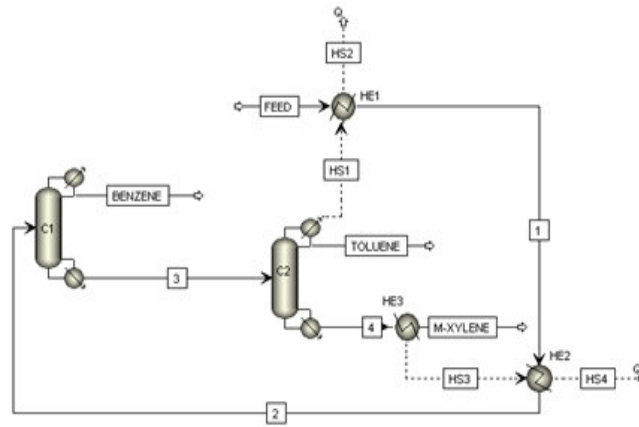 Q
HS2
HE1
FEED
HS1
BENZENE
C1
1
TOLUENE
3
C2
HE3
4
M-XYLENE
HE2
HS3
HS4
Q
2